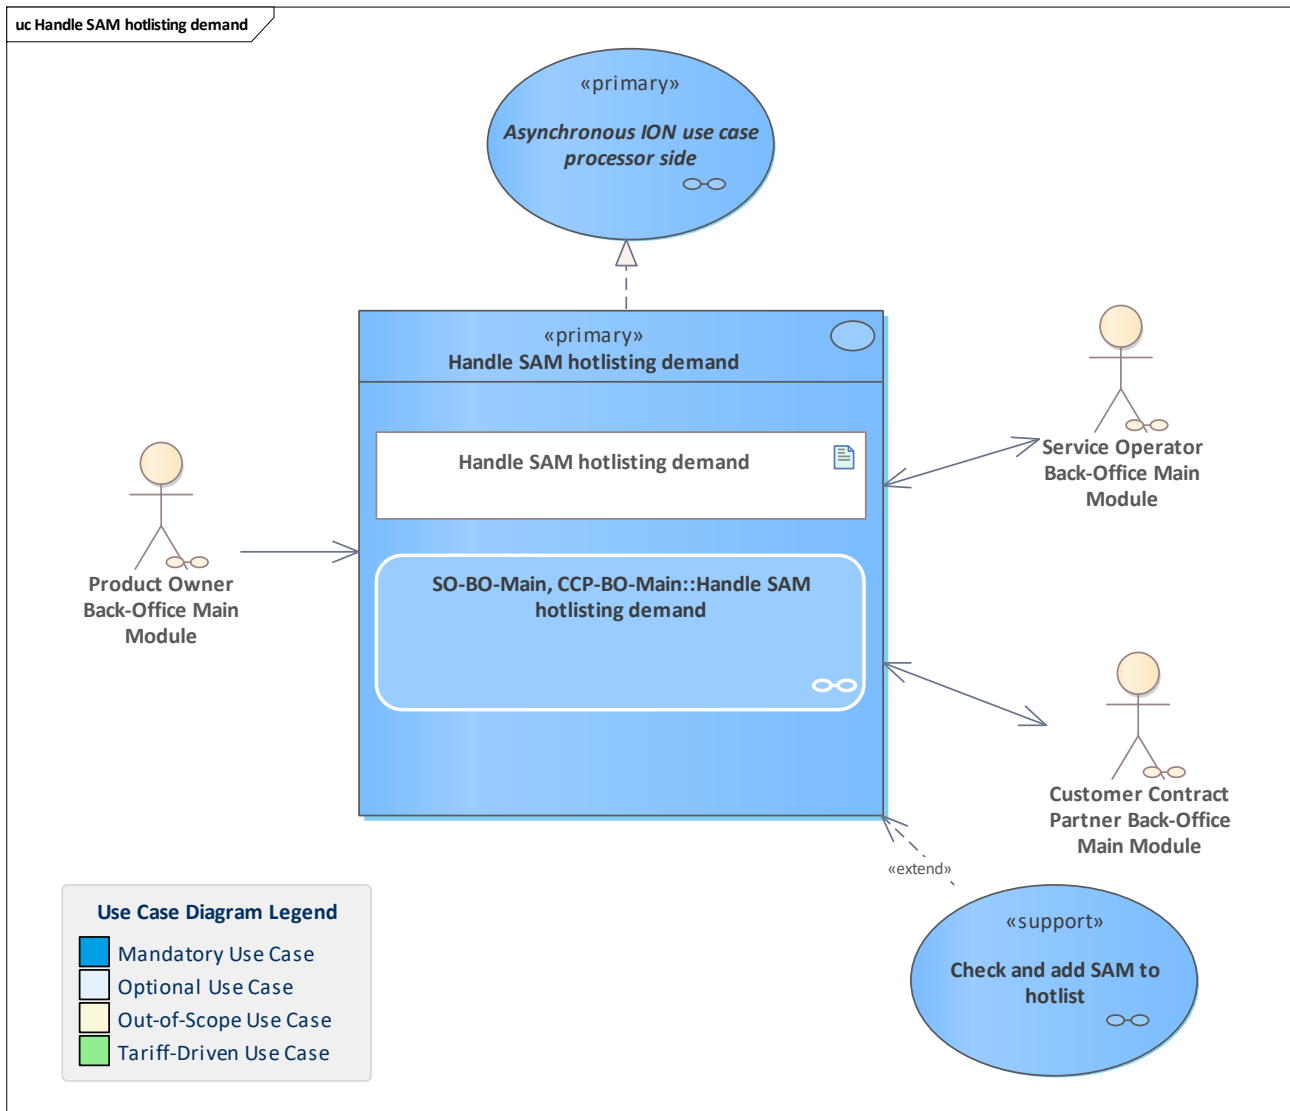 uc Handle SAM hotlisting demand
«primary»
Asynchronous ION use case
processor side
«primary»
Handle SAM hotlisting demand
Handle SAM hotlisting demand
SO-BO-Main, CCP-BO-Main::Handle SAM
hotlisting demand
Product Owner
Back-Office Main
Module
Service Operator
Back-Office Main
Module
Customer Contract
Partner Back-Office
Main Module
«extend»
«support»
Check and add SAM to
hotlist
Use Case Diagram Legend
Mandatory Use Case
Optional Use Case
Out-of-Scope Use Case
Tariff-Driven Use Case